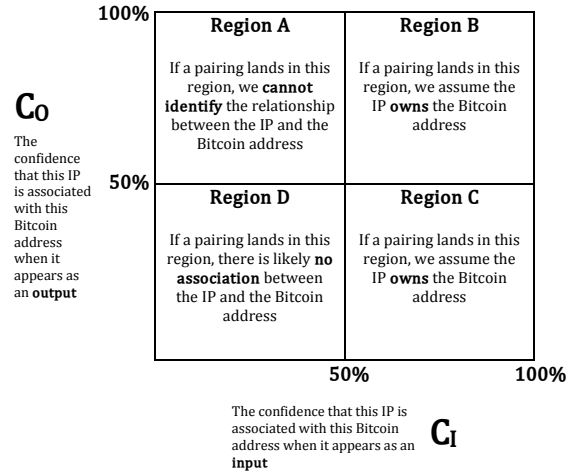 100%
Region A
If a pairing lands in this
region, we cannot
identify the relationship
between the IP and the
Bitcoin address
Region B
If a pairing lands in this
region, we assume the
IP owns the Bitcoin
address
CO
The
confidence
that this IP
is associated
with this
Bitcoin
address
when it
appears as
an output
50%
Region D
If a pairing lands in this
region, there is likely no
association between
the IP and the Bitcoin
address
Region C
If a pairing lands in this
region, we assume the
IP owns the Bitcoin
address
50%
100%
The confidence that this IP is
associated with this Bitcoin
address when it appears as an
input
CI